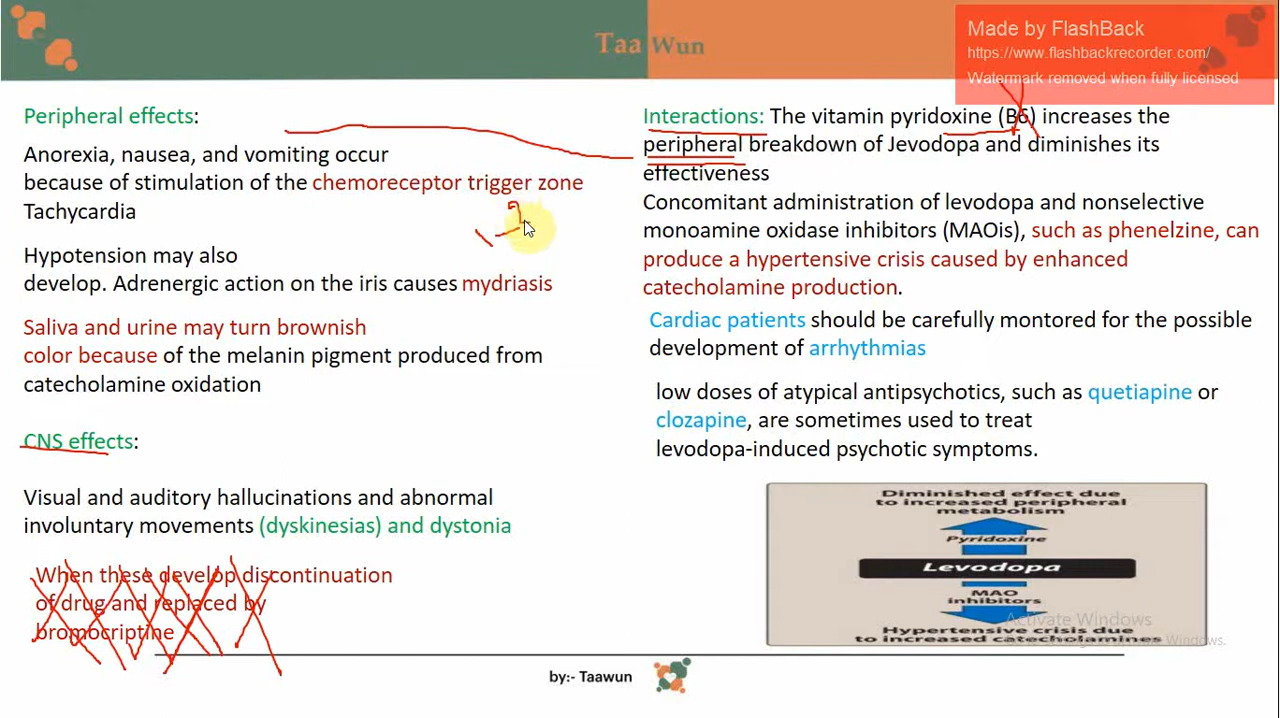 Taa Wun
Made by FlashBack
https://www.flashbackrecorder.com/
Watermark removed when fully licensed
Peripheral effects:
Anorexia, nausea, and vomiting occur
because of stimulation of the chemoreceptor trigger zone
Tachycardia
Hypotension may also
develop. Adrenergic action on the iris causes mydriasis
Saliva and urine may turn brownish
color because of the melanin pigment produced from
catecholamine oxidation
CNS effects:
Visual and auditory hallucinations and abnormal
involuntary movements (dyskinesias) and dystonia
When these develop discontinuation
of drug and replaced by
bromocriptine
Interactions: The vitamin pyridoxine (B6) increases the
peripheral breakdown of Jevodopa and diminishes its
effectiveness
Concomitant administration of levodopa and nonselective
monoamine oxidase inhibitors (MAOis), such as phenelzine, can
produce a hypertensive crisis caused by enhanced
catecholamine production.
Cardiac patients should be carefully montored for the possible
development of arrhythmias
low doses of atypical antipsychotics, such as quetiapine or
clozapine, are sometimes used to treat
levodopa-induced psychotic symptoms.
Diminished effect due
to increased peripheral
metabolism
Pyridoxine
Levodopa
MAO
inhibitors
Hypertensive crisis due
to increased catecholamines
Activate Windows
by:- Taawun